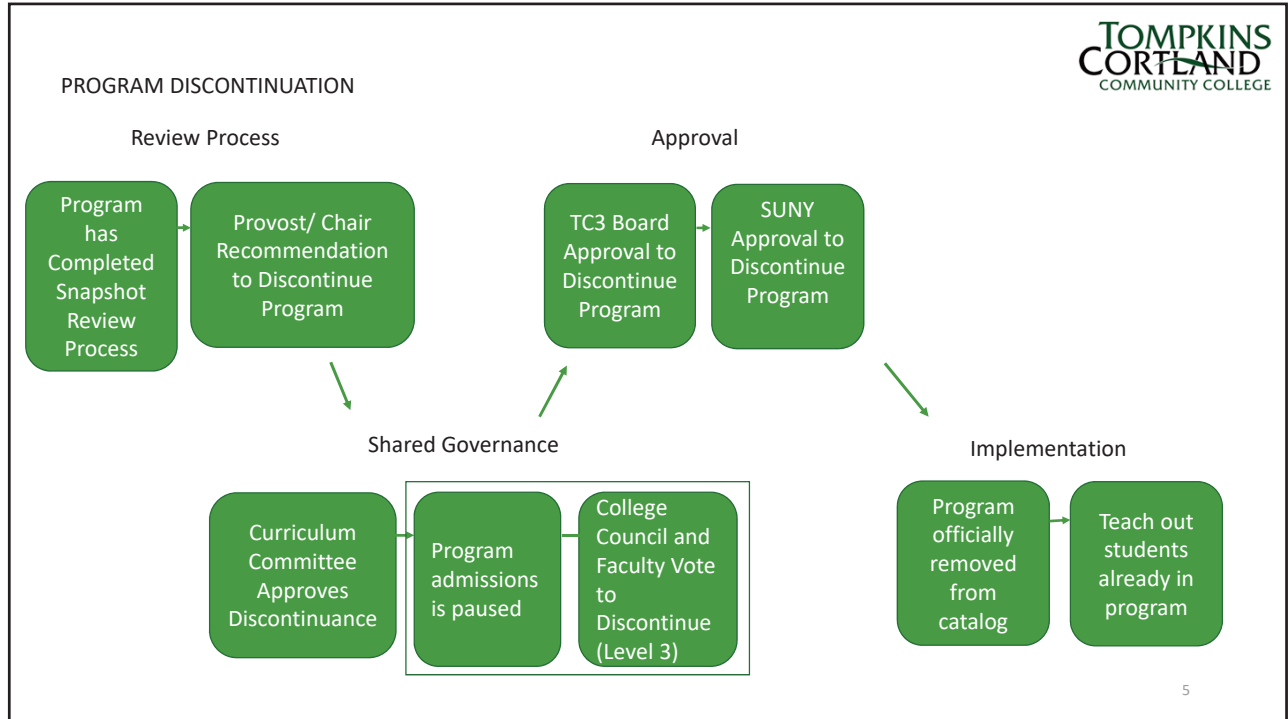 TOMPKINS
CORTLAND
COMMUNITY COLLEGE
PROGRAM DISCONTINUATION
Review Process
Program
has
Completed
Snapshot
Review
Process
Provost/ Chair
Recommendation
to Discontinue
Program
Shared Governance
Curriculum
Committee
Approves
Discontinuance
Program
admissions
is paused
College
Council and
Faculty Vote
to
Discontinue
(Level 3)
Approval
TC3 Board
Approval to
Discontinue
Program
SUNY
Approval to
Discontinue
Program
Implementation
Program
officially
removed
from
catalog
Teach out
students
already in
program
5